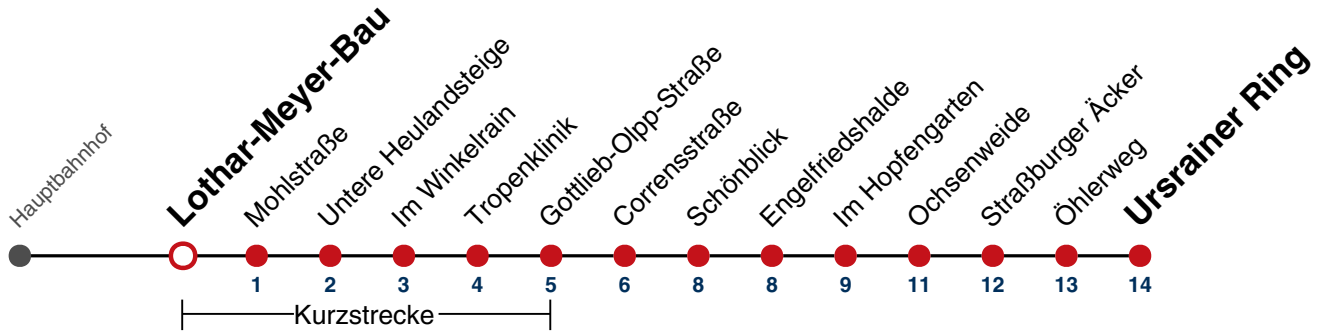 Hauptbahnhof
Lothar-Meyer-Bau
Mohlstraße
Untere Heulandsteige
Im Winkelrain
Tropenklinik
Gottlieb-Olpp-Straße
Corrensstraße
Schönblick
Engelfriedshalde
Im Hopfengarten
Ochsenweide
Straßburger Äcker
Öhlerweg
Ursrainer Ring
1 2 3 4 5 6 8 8 9 11 12 13 14
Kurzstrecke